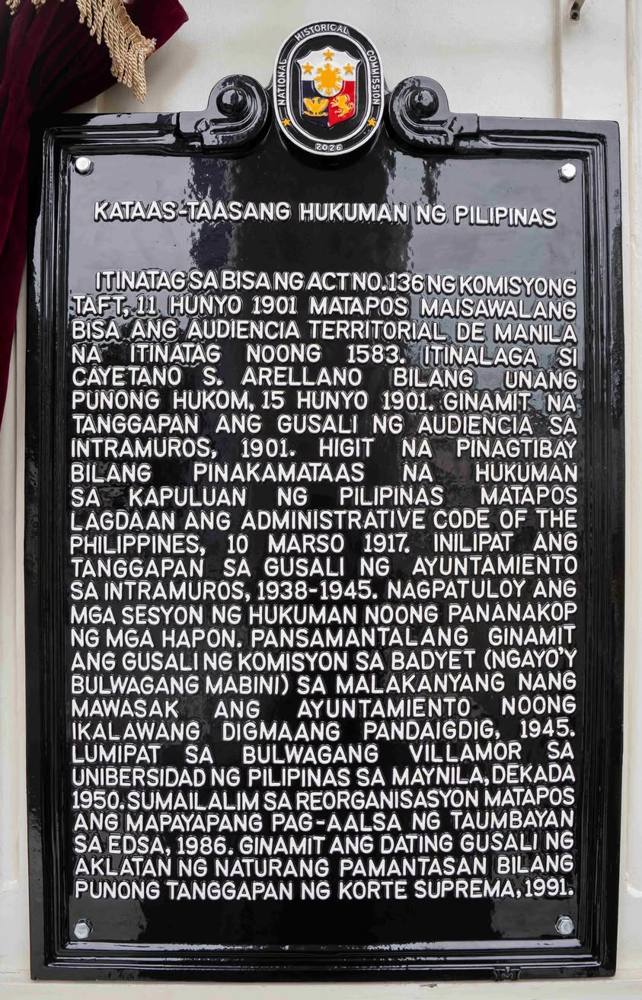 NATIONAL HISTORICAL COMMISSION
2026
KATAAS-TAASANG HUKUMAN NG PILIPINAS
ITINATAG SA BISA NG ACT NO. 136 NG KOMISYONG
TAFT, 11 HUNYO 1901 MATAPOS MAISAWALANG
BISA ANG AUDIENCIA TERRITORIAL DE MANILA
NA ITINATAG NOONG 1583. ITINALAGA SI
CAYETANO S. ARELLANO BILANG UNANG
PUNONG HUKOM, 15 HUNYO 1901. GINAMIT NA
TANGGAPAN ANG GUSALI NG AUDIENCIA SA
INTRAMUROS, 1901. HIGIT NA PINAGTIBAY
BILANG PINAKAMATAAS NA HUKUMAN
SA KAPULUAN NG PILIPINAS MATAPOS
LAGDAAN ANG ADMINISTRATIVE CODE OF THE
PHILIPPINES, 10 MARSO 1917. INILIPAT ANG
TANGGAPAN SA GUSALI NG AYUNTAMIENTO
SA INTRAMUROS, 1938-1945. NAGPATULOY ANG
MGA SESYON NG HUKUMAN NOONG PANANAKOP
NG MGA HAPON. PANSAMANTALANG GINAMIT
ANG GUSALI NG KOMISYON SA BADYET (NGAYO'Y
BULWAGANG MABINI) SA MALAKANYANG NANG
MAWASAK ANG AYUNTAMIENTO NOONG
IKALAWANG DIGMAANG PANDAIGDIG, 1945.
LUMIPAT SA BULWAGANG VILLAMOR SA
UNIBERSIDAD NG PILIPINAS SA MAYNILA, DEKADA
1950. SUMAILALIM SA REORGANISASYON MATAPOS
ANG MAPAYAPANG PAG-AALSA NG TAUMBAYAN
SA EDSA, 1986. GINAMIT ANG DATING GUSALI NG
AKLATAN NG NATURANG PAMANTASAN BILANG
PUNONG TANGGAPAN NG KORTE SUPREMA, 1991.